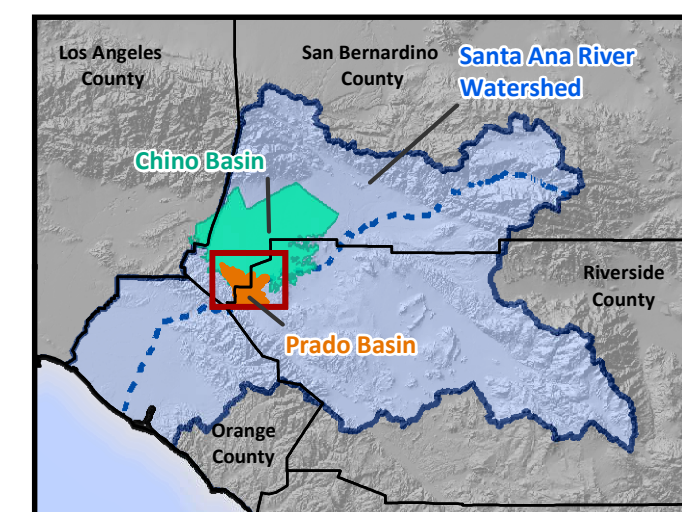 Los Angeles
County
San Bernardino
County
Santa Ana River
Watershed
Chino Basin
Riverside
County
Prado Basin
Orange
County